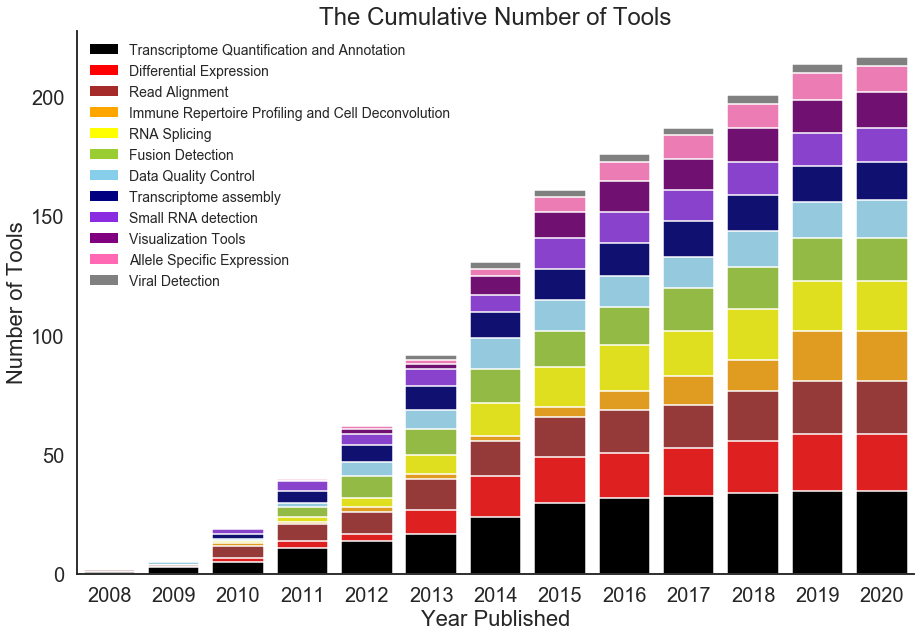 The Cumulative Number of Tools
Transcriptome Quantification and Annotation
Differential Expression
Read Alignment
Immune Repertoire Profiling and Cell Deconvolution
RNA Splicing
Fusion Detection
Data Quality Control
Transcriptome assembly
Small RNA detection
Visualization Tools
Allele Specific Expression
Viral Detection
Number of Tools
200
150
100
50
0
2008 2009 2010 2011 2012 2013 2014 2015 2016 2017 2018 2019 2020
Year Published